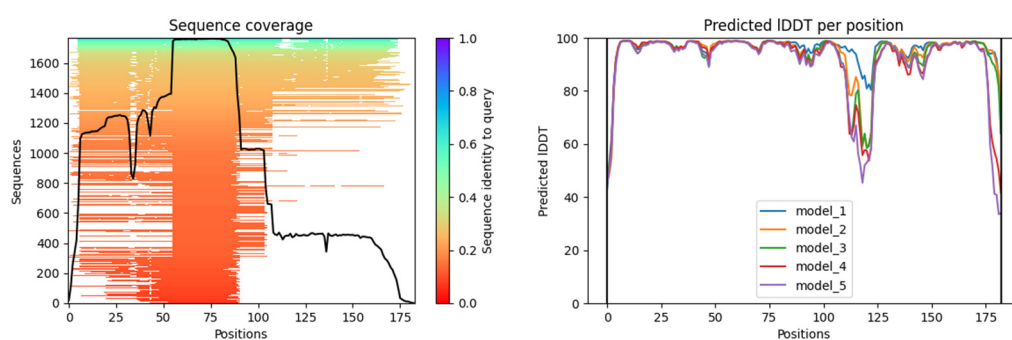 Sequence coverage
Sequences
1600
1400
1200
1000
800
600
400
200
0
0 25 50 75 100 125 150 175
Positions
1.0
0.8
0.6
0.4
0.2
0.0
Sequence identity to query
Predicted lDDT per position
Predicted lDDT
100
80
60
40
20
0
model_1
model_2
model_3
model_4
model_5
0 25 50 75 100 125 150 175
Positions